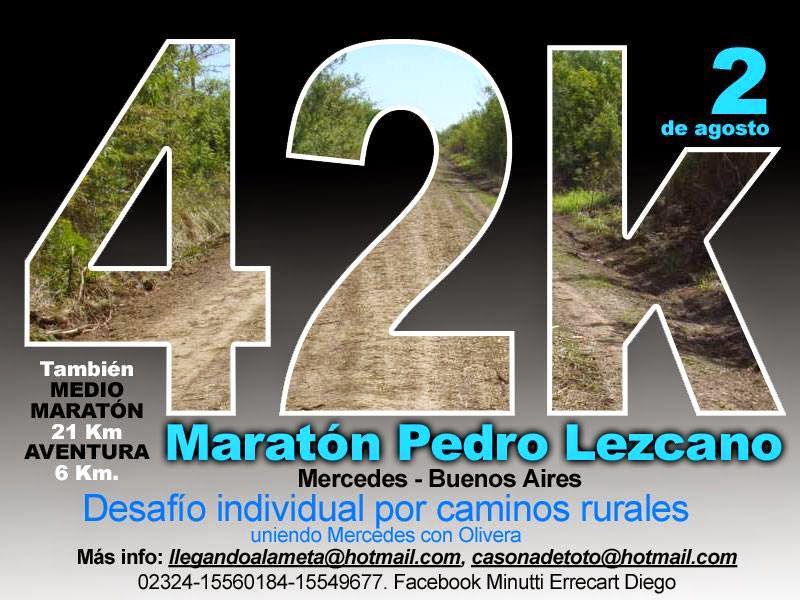 42k
2
de agosto
También
MEDIO
MARATÓN
21 Km
AVENTURA
6 Km.
Maratón Pedro Lezcano
Mercedes - Buenos Aires
Desafío individual por caminos rurales
uniendo Mercedes con Olivera
Más info: llegandoalameta@hotmail.com, casonadetoto@hotmail.com
02324-15560184-15549677. Facebook Minutti Errecart Diego